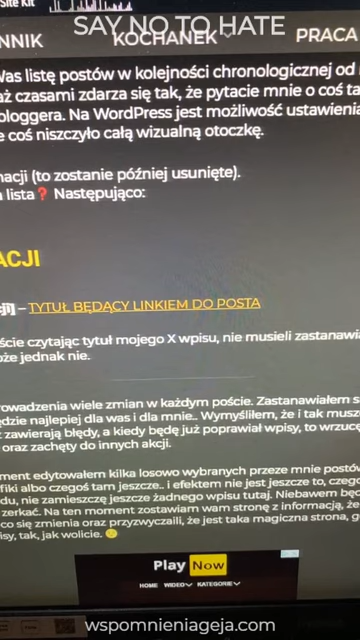 Site Kit
SAY NO TO HATE
NNIK KOCHANEK PRACA
Was listę postów w kolejności chronologicznej od
aż czasami zdarza się tak, że pytacie mnie o coś ta
bloggera. Na WordPress jest możliwość ustawienia
e coś niszczyło całą wizualną otoczkę.
nacji (to zostanie później usunięte).
lista❓ Następująco:
ACJI
– TYTUŁ BĘDĄCY LINKIEM DO POSTA
ście czytając tytuł mojego X wpisu, nie musieli zastanawia
oże jednak nie.
rowadzenia wiele zmian w każdym poście. Zastanawiałem s
ędzie najlepiej dla was i dla mnie.. Wymyśliłem, że i tak musz
zawierają błędy, a kiedy będę już poprawiał wpisy, to wrzucę
oraz zachęty do innych akcji.
ment edytowałem kilka losowo wybranych przeze mnie postów
fiki albo czegoś tam jeszcze.. i efektem nie jest jeszcze to, czego
du, nie zamieszczę jeszcze żadnego wpisu tutaj. Niebawem będ
zerkać. Na ten moment zostawiam wam stronę z informacją, że
co się zmienia oraz przyzwyczaili, że jest taka magiczna strona, g
isy, tak, jak wolicie. 🙂
Play Now
HOME WIDEO KATEGORIE
wspomnieniageja.com